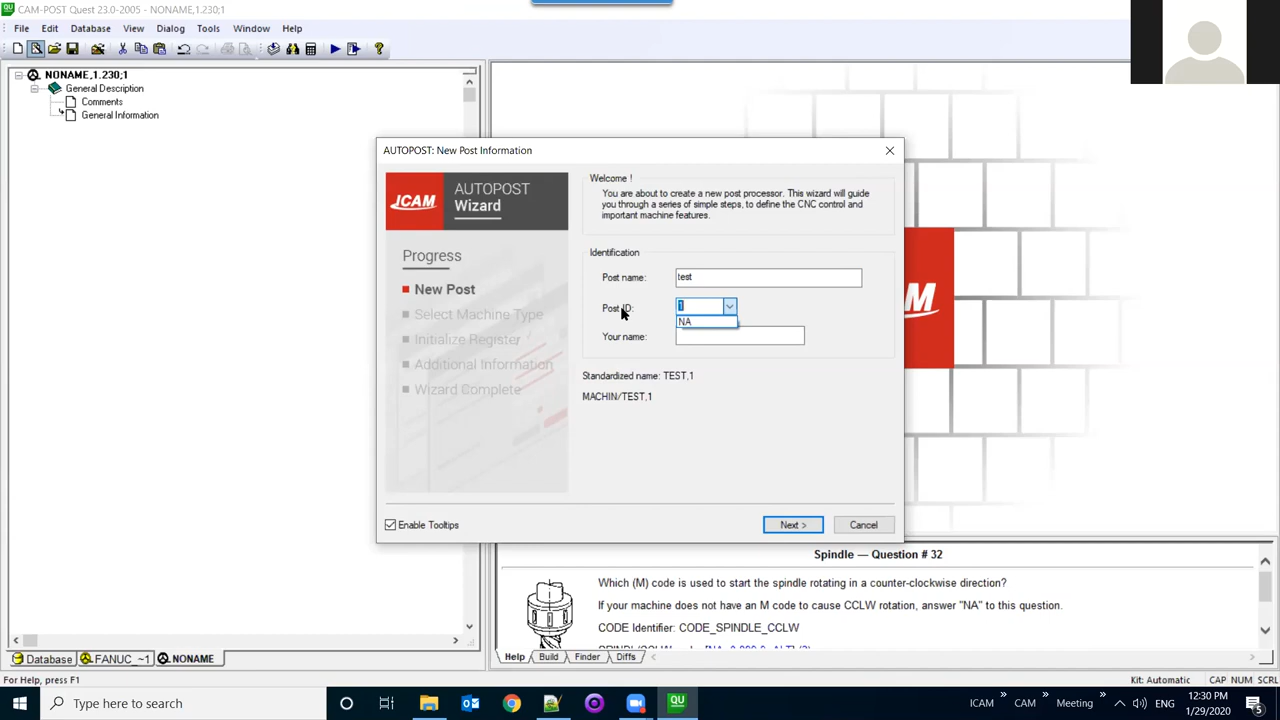 CAM-POST Quest 23.0-2005 - NONAME,1.230;1
File Edit Database View Dialog Tools Window Help
NONAME,1.230;1
General Description
Comments
General Information
AUTOPOST: New Post Information
ICAM
AUTOPOST
Wizard
Progress
New Post
Select Machine Type
Initialize Register
Additional Information
Wizard Complete
Welcome !
You are about to create a new post processor. This wizard will guide
you through a series of simple steps, to define the CNC control and
important machine features.
Identification
Post name: test
Post ID: 1
NA
Your name:
Standardized name: TEST,1
MACHIN/TEST,1
Enable Tooltips
Next >
Cancel
Spindle — Question # 32
Which (M) code is used to start the spindle rotating in a counter-clockwise direction?
If your machine does not have an M code to cause CCLW rotation, answer "NA" to this question.
CODE Identifier: CODE_SPINDLE_CCLW
Help Build Finder Diffs
Database FANUC_~1 NONAME
For Help, press F1
Kit: Automatic CAP NUM SCRL
Type here to search
QU
ICAM CAM Meeting ENG
12:30 PM
1/29/2020
5